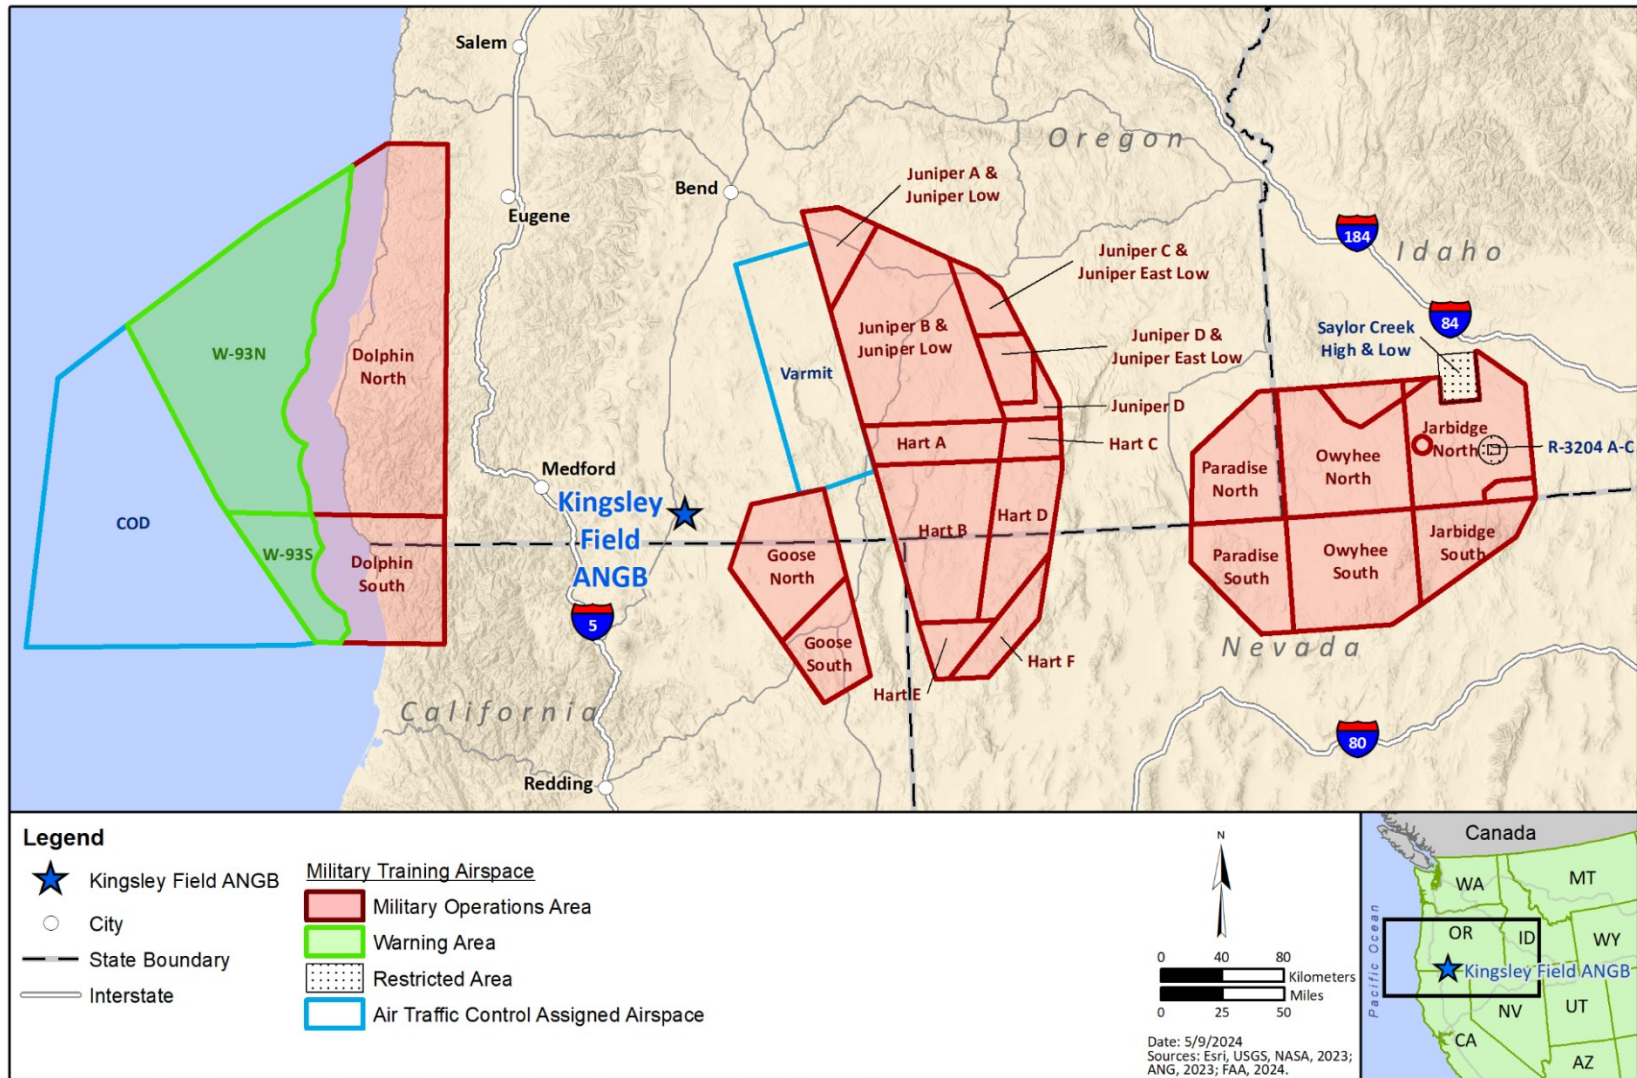 Salem
Eugene
Bend
Oregon
Idaho
184
84
Juniper A &
Juniper Low
Juniper C &
Juniper East Low
Juniper B &
Juniper Low
Juniper D &
Juniper East Low
Juniper D
Saylor Creek
High & Low
W-93N
Dolphin
North
Varmit
Hart A
Hart C
Jarbidge
North
R-3204 A-C
Owyhee
North
Paradise
North
Medford
Kingsley
Field
ANGB
COD
W-93S
Dolphin
South
Goose
North
Hart B
Hart D
Paradise
South
Owyhee
South
Jarbidge
South
5
Goose
South
Hart E
Hart F
Nevada
California
80
Redding
Legend
Kingsley Field ANGB
City
State Boundary
Interstate
Military Training Airspace
Military Operations Area
Warning Area
Restricted Area
Air Traffic Control Assigned Airspace
N
0 40 80
Kilometers
Miles
0 25 50
Date: 5/9/2024
Sources: Esri, USGS, NASA, 2023;
ANG, 2023; FAA, 2024.
Canada
Pacific Ocean
WA
MT
OR
ID
WY
Kingsley Field ANGB
NV
UT
CA
AZ